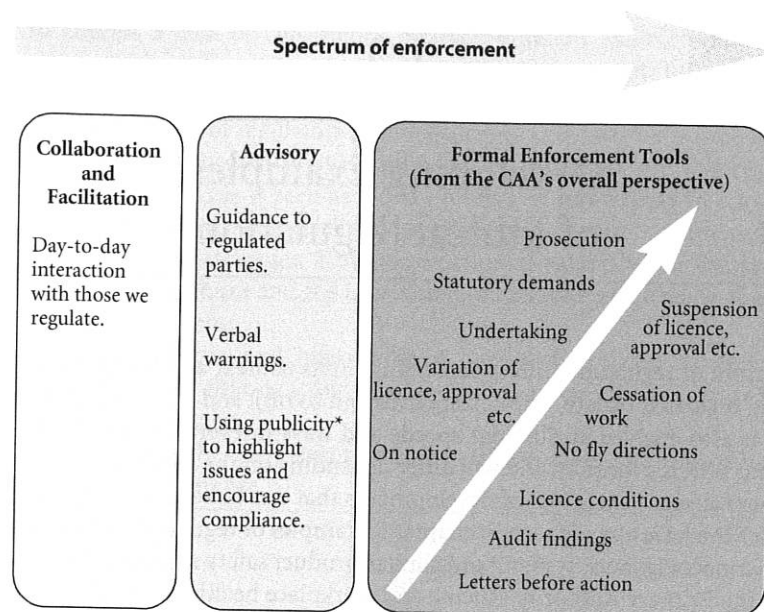 Spectrum of enforcement
Collaboration
and
Facilitation
Day-to-day
interaction
with those we
regulate.
Advisory
Guidance to
regulated
parties.
Verbal
warnings.
Using publicity*
to highlight
issues and
encourage
compliance.
Formal Enforcement Tools
(from the CAA's overall perspective)
Prosecution
Statutory demands
Suspension
of licence,
approval etc.
Undertaking
Variation of
licence, approval
etc.
Cessation of
work
On notice
No fly directions
Licence conditions
Audit findings
Letters before action